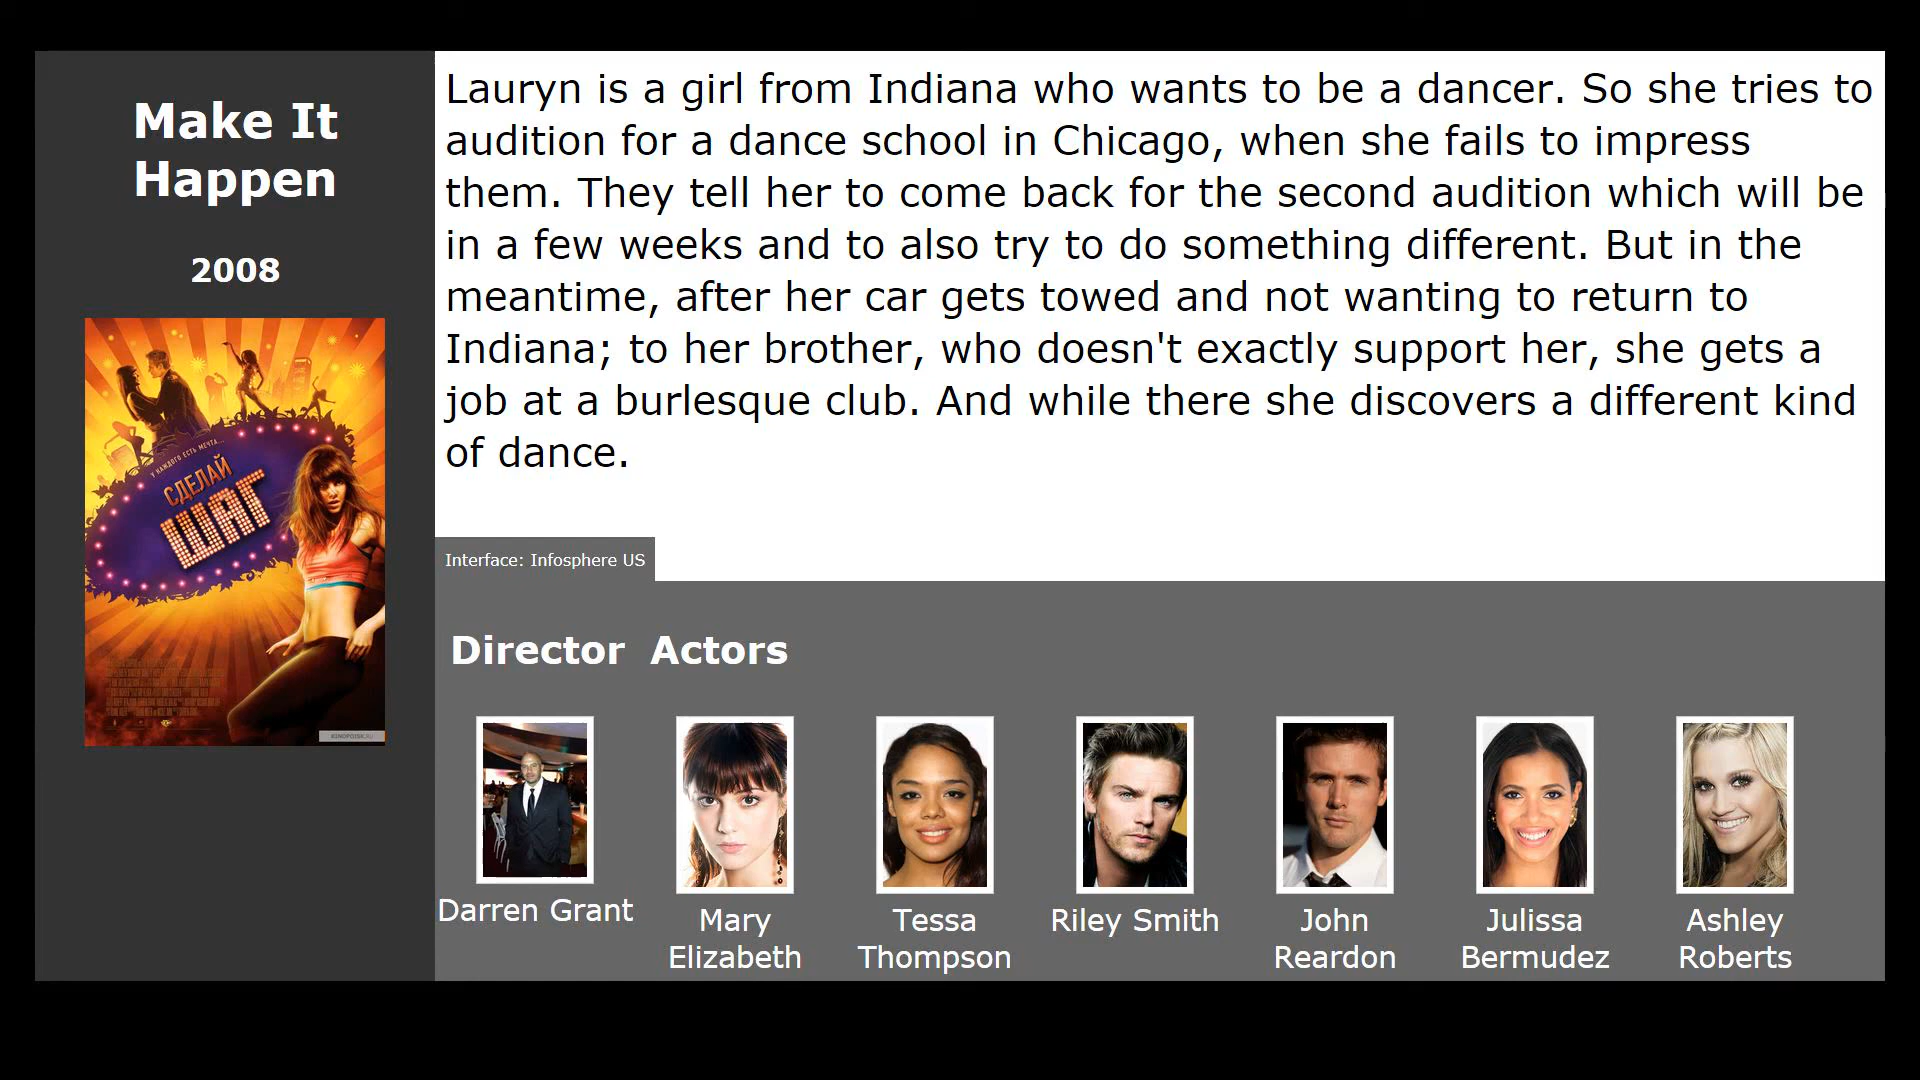 Make It
Happen
2008
У КАЖДОГО ЕСТЬ МЕЧТА...
СДЕЛАЙ
ШАГ
KINOPOISK.RU
Lauryn is a girl from Indiana who wants to be a dancer. So she tries to
audition for a dance school in Chicago, when she fails to impress
them. They tell her to come back for the second audition which will be
in a few weeks and to also try to do something different. But in the
meantime, after her car gets towed and not wanting to return to
Indiana; to her brother, who doesn't exactly support her, she gets a
job at a burlesque club. And while there she discovers a different kind
of dance.
Interface: Infosphere US
Director Actors
Darren Grant
Mary
Elizabeth
Tessa
Thompson
Riley Smith
John
Reardon
Julissa
Bermudez
Ashley
Roberts